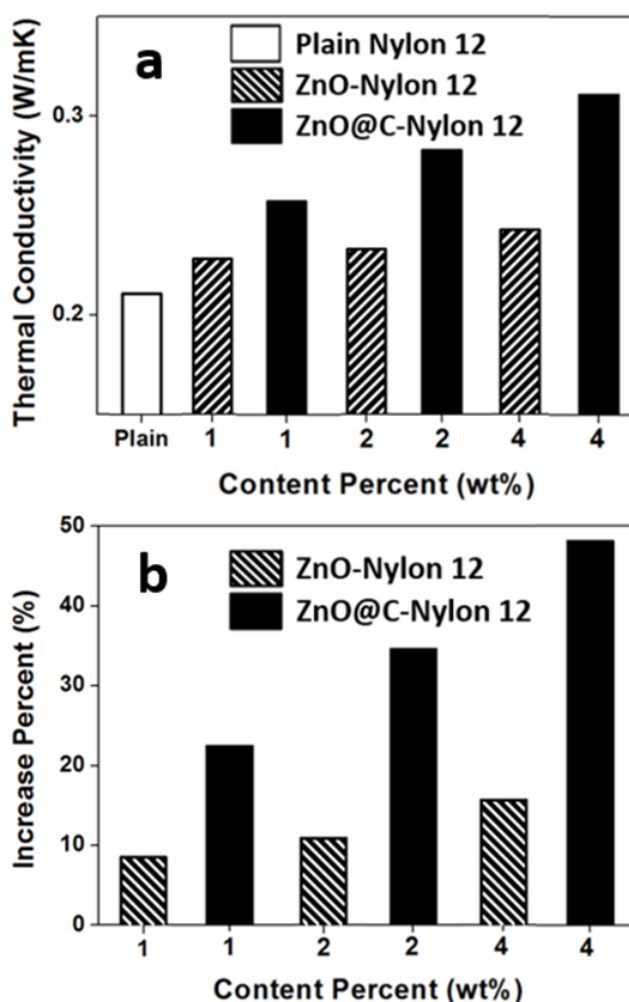 a
Plain Nylon 12
ZnO-Nylon 12
ZnO@C-Nylon 12
Thermal Conductivity (W/mK)
0.3
0.2
Plain 1 1 2 2 4 4
Content Percent (wt%)
b
ZnO-Nylon 12
ZnO@C-Nylon 12
Increase Percent (%)
50
40
30
20
10
0
1 1 2 2 4 4
Content Percent (wt%)